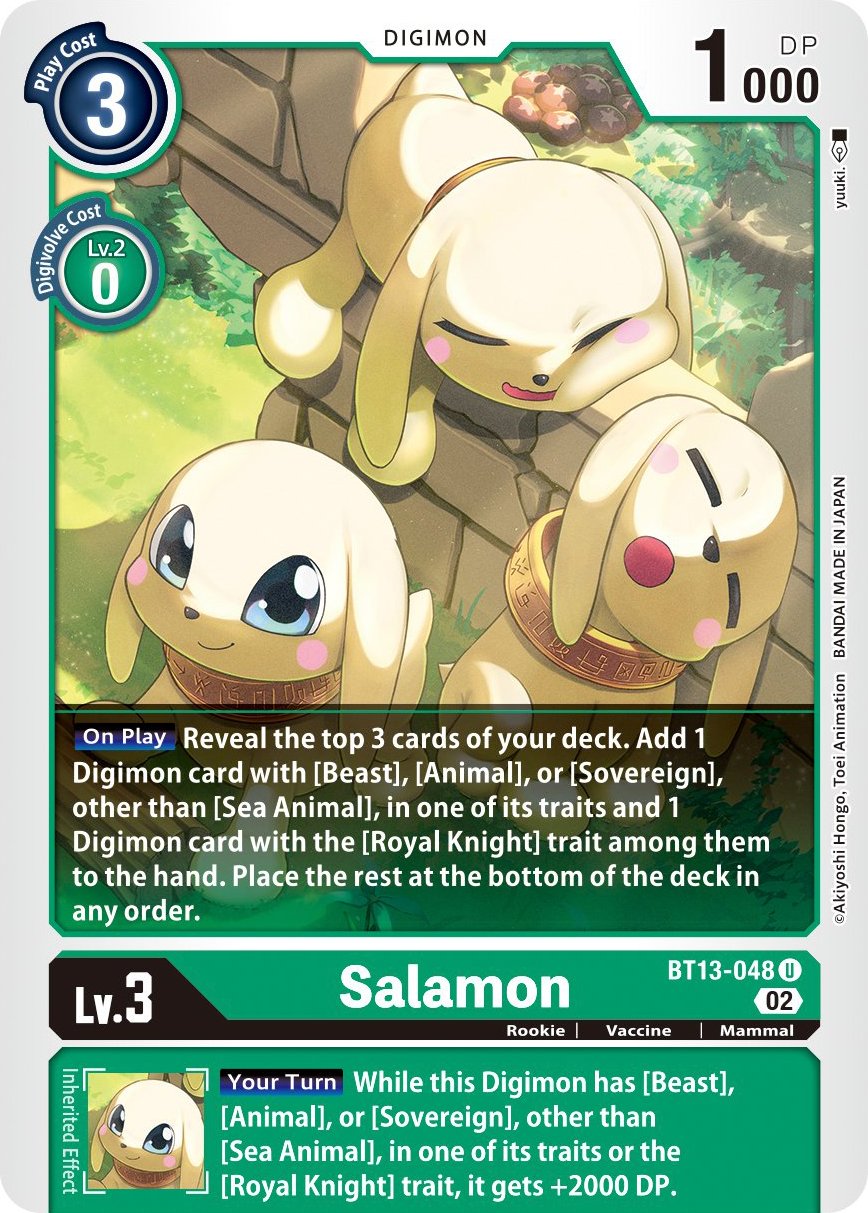 DIGIMON
Play Cost
3
DP
1000
Digivolve Cost
Lv.2
0
yuuki.
©Akiyoshi Hongo, Toei Animation BANDAI MADE IN JAPAN
On Play Reveal the top 3 cards of your deck. Add 1
Digimon card with [Beast], [Animal], or [Sovereign],
other than [Sea Animal], in one of its traits and 1
Digimon card with the [Royal Knight] trait among them
to the hand. Place the rest at the bottom of the deck in
any order.
Lv.3
Salamon
BT13-048 U
02
Rookie | Vaccine | Mammal
Inherited Effect
Your Turn While this Digimon has [Beast],
[Animal], or [Sovereign], other than
[Sea Animal], in one of its traits or the
[Royal Knight] trait, it gets +2000 DP.